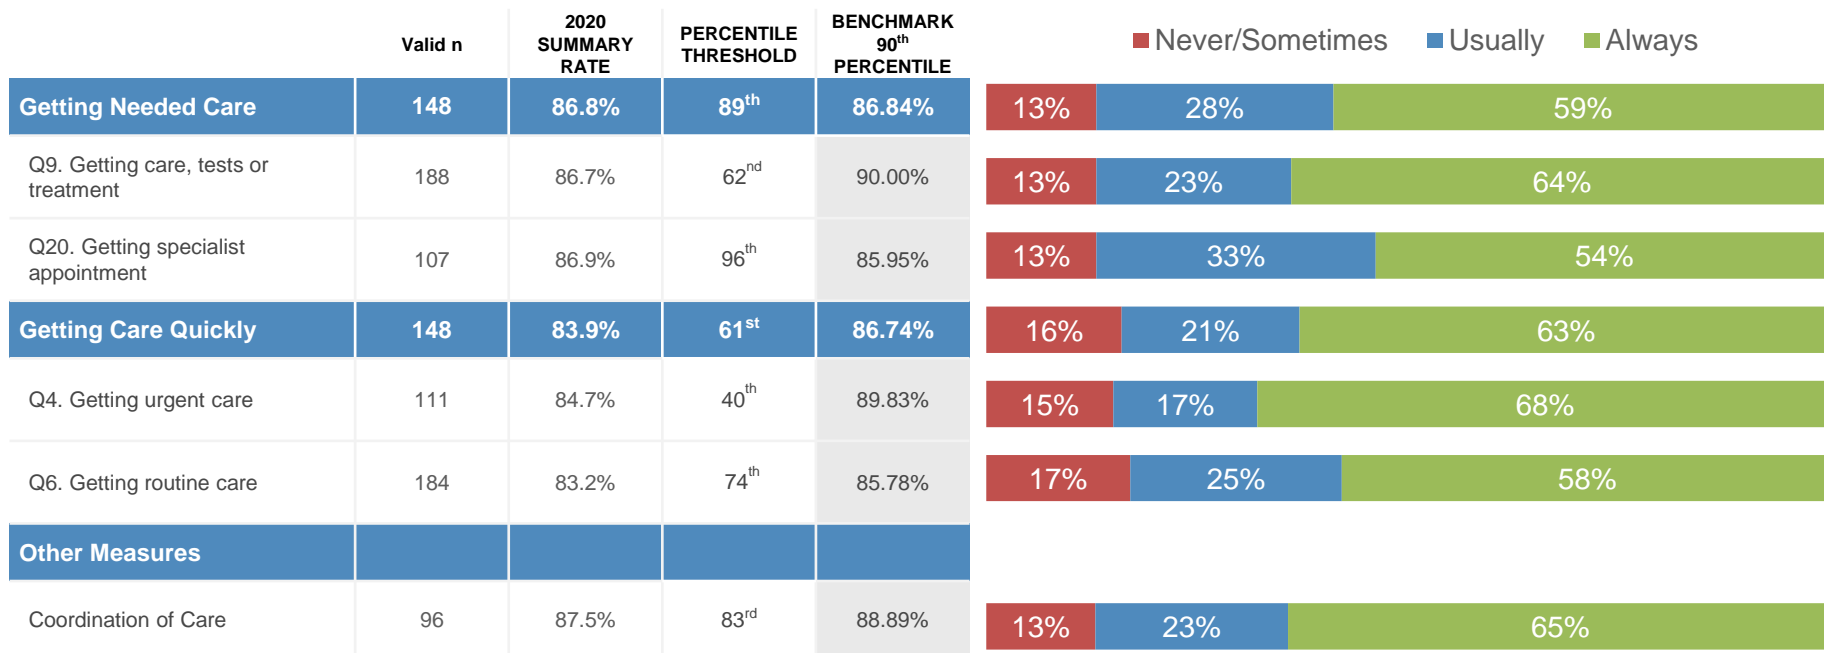 Valid n
2020
SUMMARY
RATE
PERCENTILE
THRESHOLD
BENCHMARK
90th
PERCENTILE
Never/Sometimes Usually Always
Getting Needed Care 148 86.8% 89th 86.84% 13% 28% 59%
Q9. Getting care, tests or
treatment
188 86.7% 62nd 90.00% 13% 23% 64%
Q20. Getting specialist
appointment
107 86.9% 96th 85.95% 13% 33% 54%
Getting Care Quickly 148 83.9% 61st 86.74% 16% 21% 63%
Q4. Getting urgent care 111 84.7% 40th 89.83% 15% 17% 68%
Q6. Getting routine care 184 83.2% 74th 85.78% 17% 25% 58%
Other Measures
Coordination of Care 96 87.5% 83rd 88.89% 13% 23% 65%